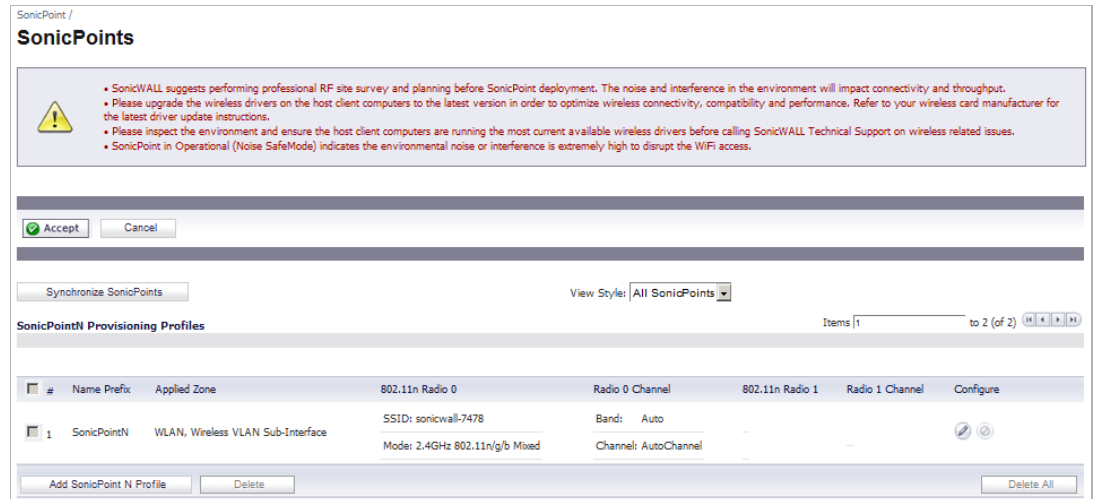 SonicPoint /
SonicPoints
• SonicWALL suggests performing professional RF site survey and planning before SonicPoint deployment. The noise and interference in the environment will impact connectivity and throughput.
• Please upgrade the wireless drivers on the host client computers to the latest version in order to optimize wireless connectivity, compatibility and performance. Refer to your wireless card manufacturer for
the latest driver update instructions.
• Please inspect the environment and ensure the host client computers are running the most current available wireless drivers before calling SonicWALL Technical Support on wireless related issues.
• SonicPoint in Operational (Noise SafeMode) indicates the environmental noise or interference is extremely high to disrupt the WiFi access.
Accept Cancel
Synchronize SonicPoints View Style: All SonicPoints
SonicPointN Provisioning Profiles Items 1 to 2 (of 2)
# Name Prefix Applied Zone 802.11n Radio 0 Radio 0 Channel 802.11n Radio 1 Radio 1 Channel Configure
SSID: sonicwall-7478 Band: Auto
1 SonicPointN WLAN, Wireless VLAN Sub-Interface
Mode: 2.4GHz 802.11n/g/b Mixed Channel: AutoChannel
Add SonicPoint N Profile Delete Delete All